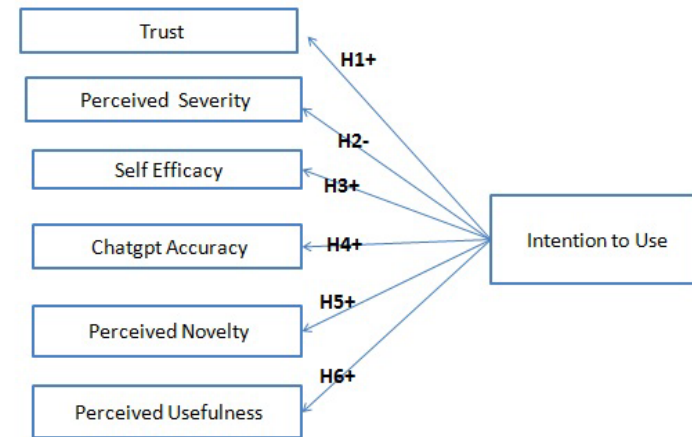 Trust
H1+
Perceived Severity
H2-
Self Efficacy
H3+
Chatgpt Accuracy
H4+
Intention to Use
Perceived Novelty
H5+
Perceived Usefulness
H6+